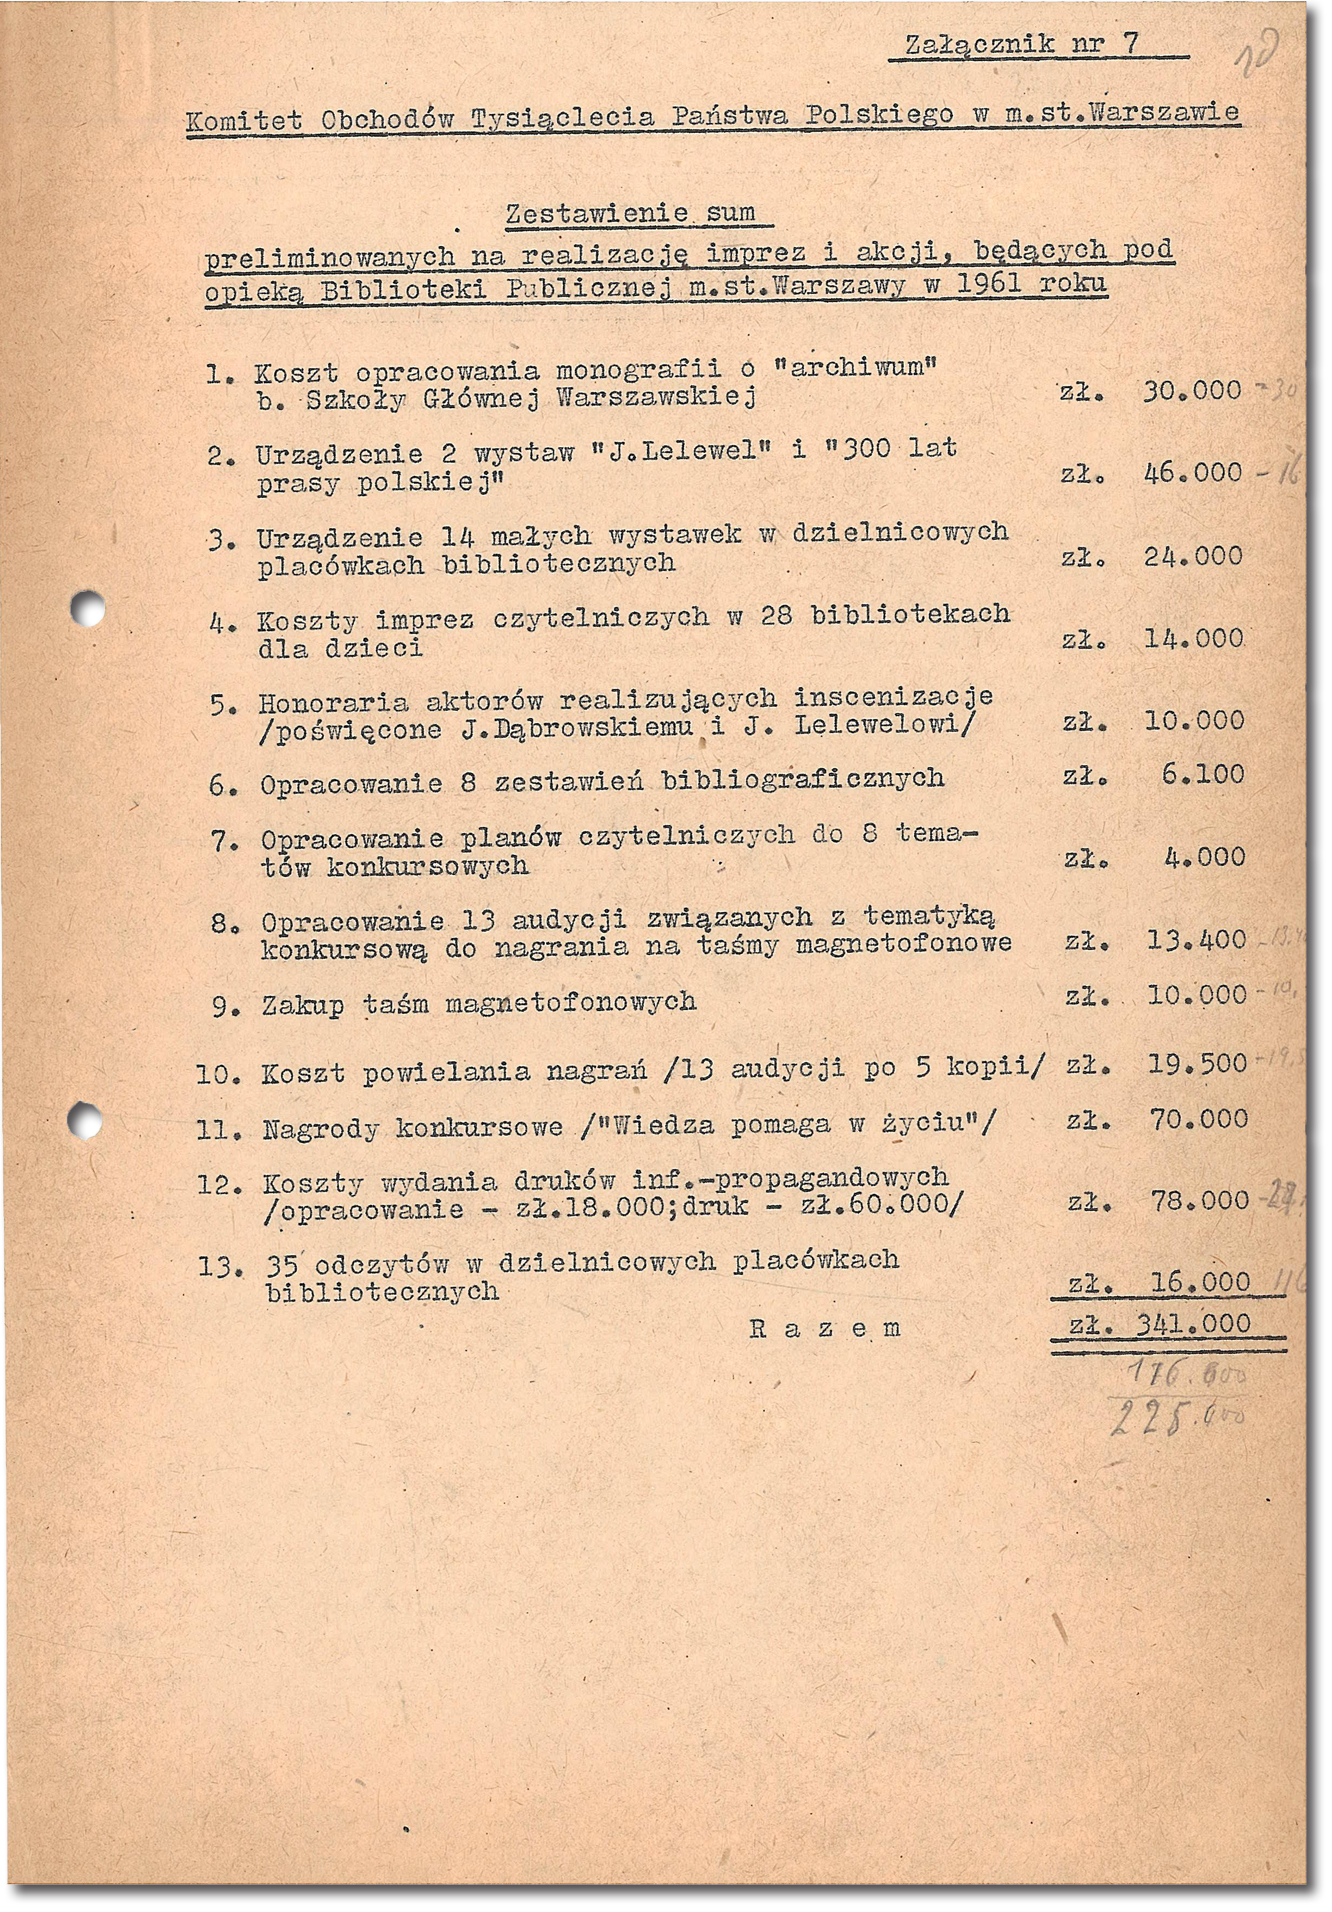 Załącznik nr 7
Komitet Obchodów Tysiąclecia Państwa Polskiego w m.st.Warszawie
Zestawienie sum
preliminowanych na realizację imprez i akcji, będących pod
opieką Biblioteki Publicznej m.st.Warszawy w 1961 roku
1. Koszt opracowania monografii o "archiwum"
b. Szkoły Głównej Warszawskiej zł. 30.000 -30
2. Urządzenie 2 wystaw "J.Lelewel" i "300 lat
prasy polskiej" zł. 46.000 - 16
3. Urządzenie 14 małych wystawek w dzielnicowych
placówkach bibliotecznych zł. 24.000
4. Koszty imprez czytelniczych w 28 bibliotekach
dla dzieci zł. 14.000
5. Honoraria aktorów realizujących inscenizacje
/poświęcone J.Dąbrowskiemu i J. Lelewelowi/ zł. 10.000
6. Opracowanie 8 zestawień bibliograficznych zł. 6.100
7. Opracowanie planów czytelniczych do 8 tema-
tów konkursowych zł. 4.000
8. Opracowanie 13 audycji związanych z tematyką
konkursową do nagrania na taśmy magnetofonowe zł. 13.400
9. Zakup taśm magnetofonowych zł. 10.000 -10.
10. Koszt powielania nagrań /13 audycji po 5 kopii/ zł. 19.500 -19,5
11. Nagrody konkursowe /"Wiedza pomaga w życiu"/ zł. 70.000
12. Koszty wydania druków inf.-propagandowych
/opracowanie - zł.18.000;druk - zł.60.000/ zł. 78.000
13. 35 odczytów w dzielnicowych placówkach
bibliotecznych zł. 16.000
R a z e m zł. 341.000
225.000